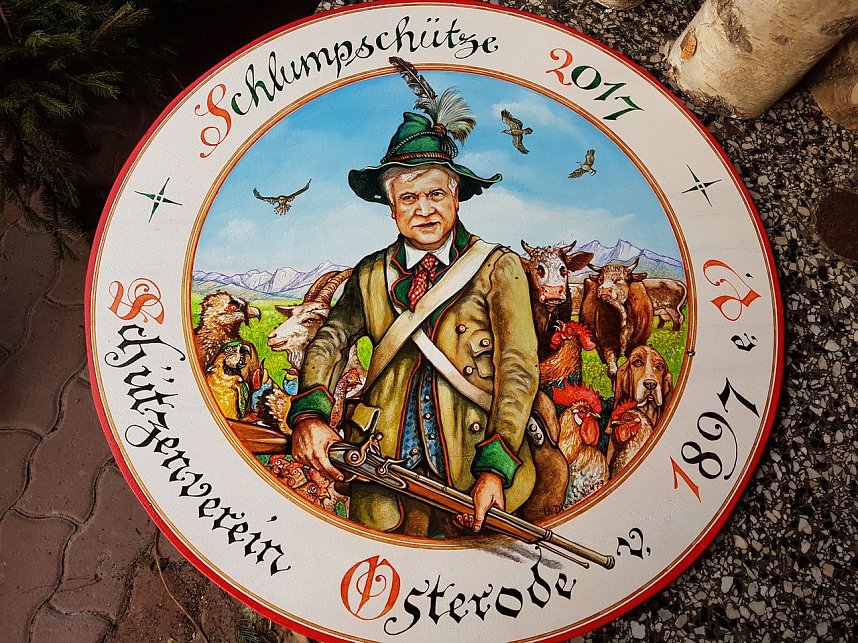 Schlumpschütze 2017
Schützenverein Osterode v. 1897 e. V.